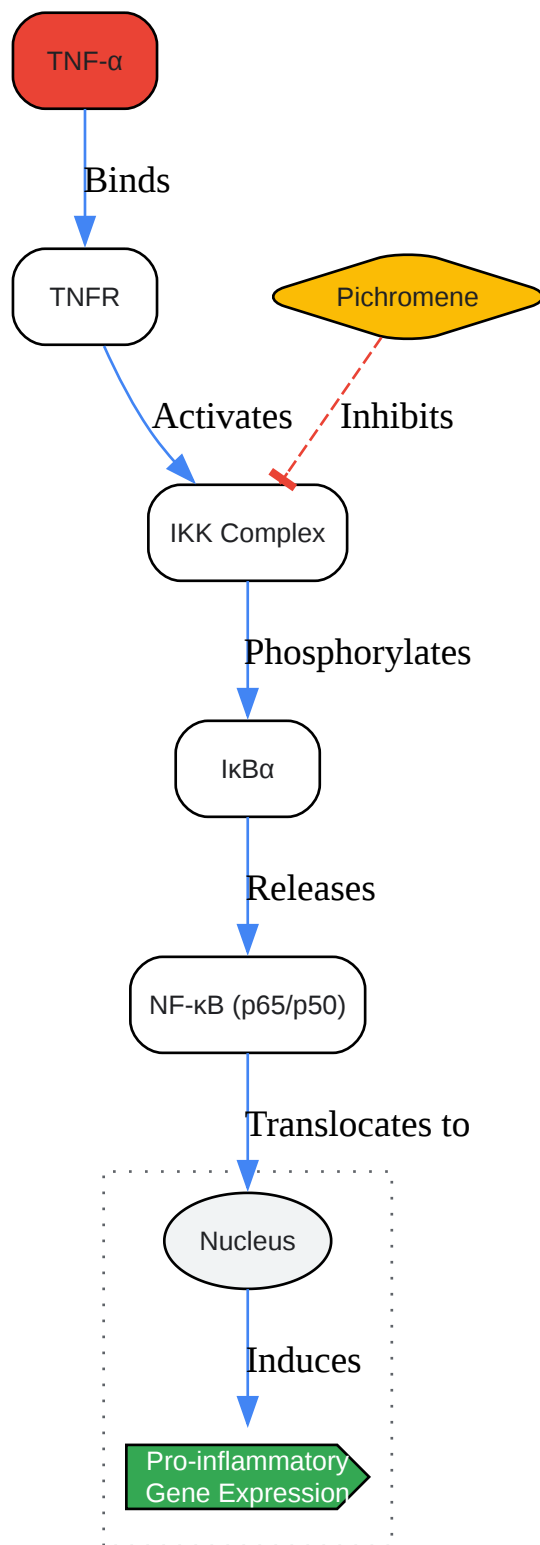 TNF-α
Binds
TNFR
Pichromene
Activates
Inhibits
IKK Complex
Phosphorylates
IκBα
Releases
NF-κB (p65/p50)
Translocates to
Nucleus
Induces
Pro-inflammatory
Gene Expression